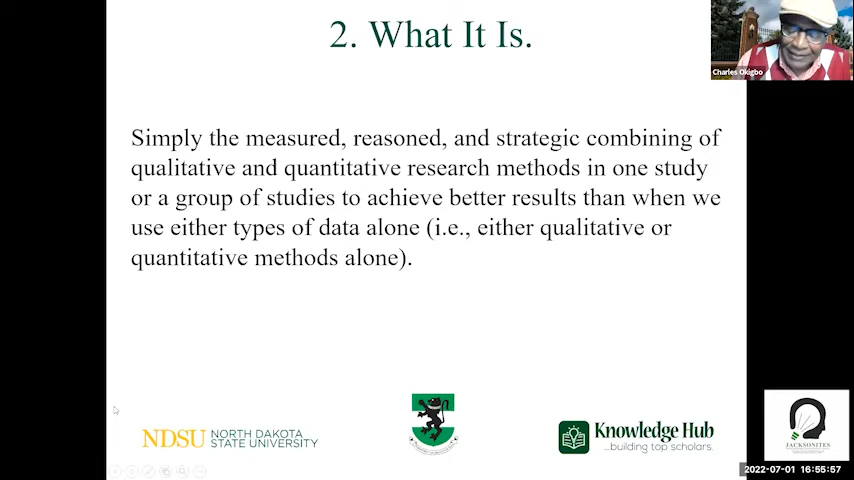 2. What It Is.
Charles Okigbo
Simply the measured, reasoned, and strategic combining of
qualitative and quantitative research methods in one study
or a group of studies to achieve better results than when we
use either types of data alone (i.e., either qualitative or
quantitative methods alone).
NDSU NORTH DAKOTA
STATE UNIVERSITY
Knowledge Hub
...building top scholars.
JACKSONITES
2022-07-01 16:55:57